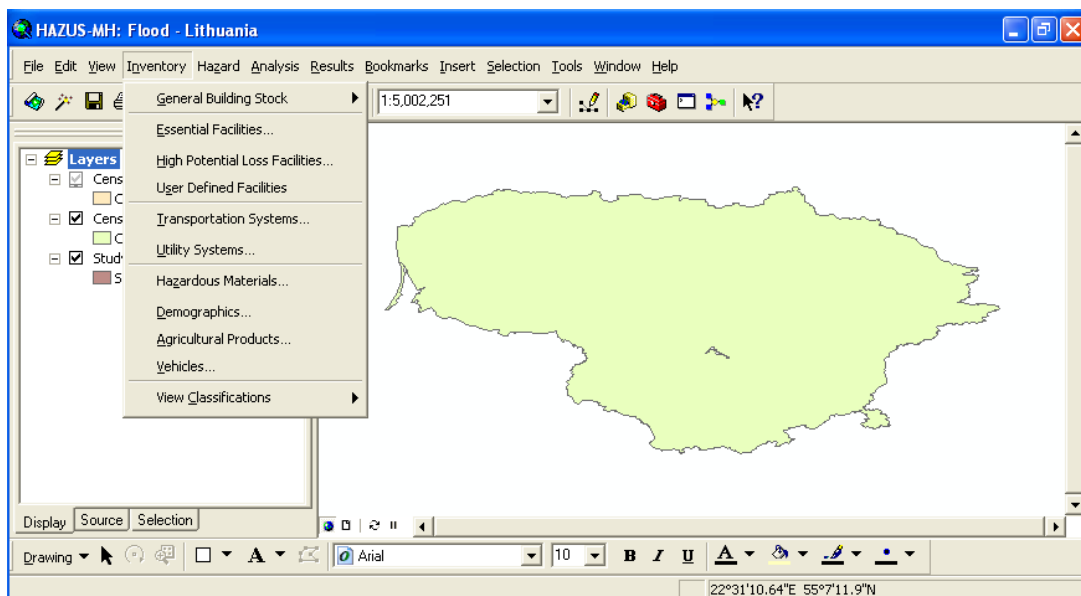 HAZUS-MH: Flood - Lithuania
File Edit View Inventory Hazard Analysis Results Bookmarks Insert Selection Tools Window Help
1:5,002,251
General Building Stock
Essential Facilities...
High Potential Loss Facilities...
User Defined Facilities
Transportation Systems...
Utility Systems...
Hazardous Materials...
Demographics...
Agricultural Products...
Vehicles...
View Classifications
Layers
Cens
C
Cens
C
Stud
S
Display Source Selection
Drawing A Arial 10 B I U A
22°31'10.64"E 55°7'11.9"N